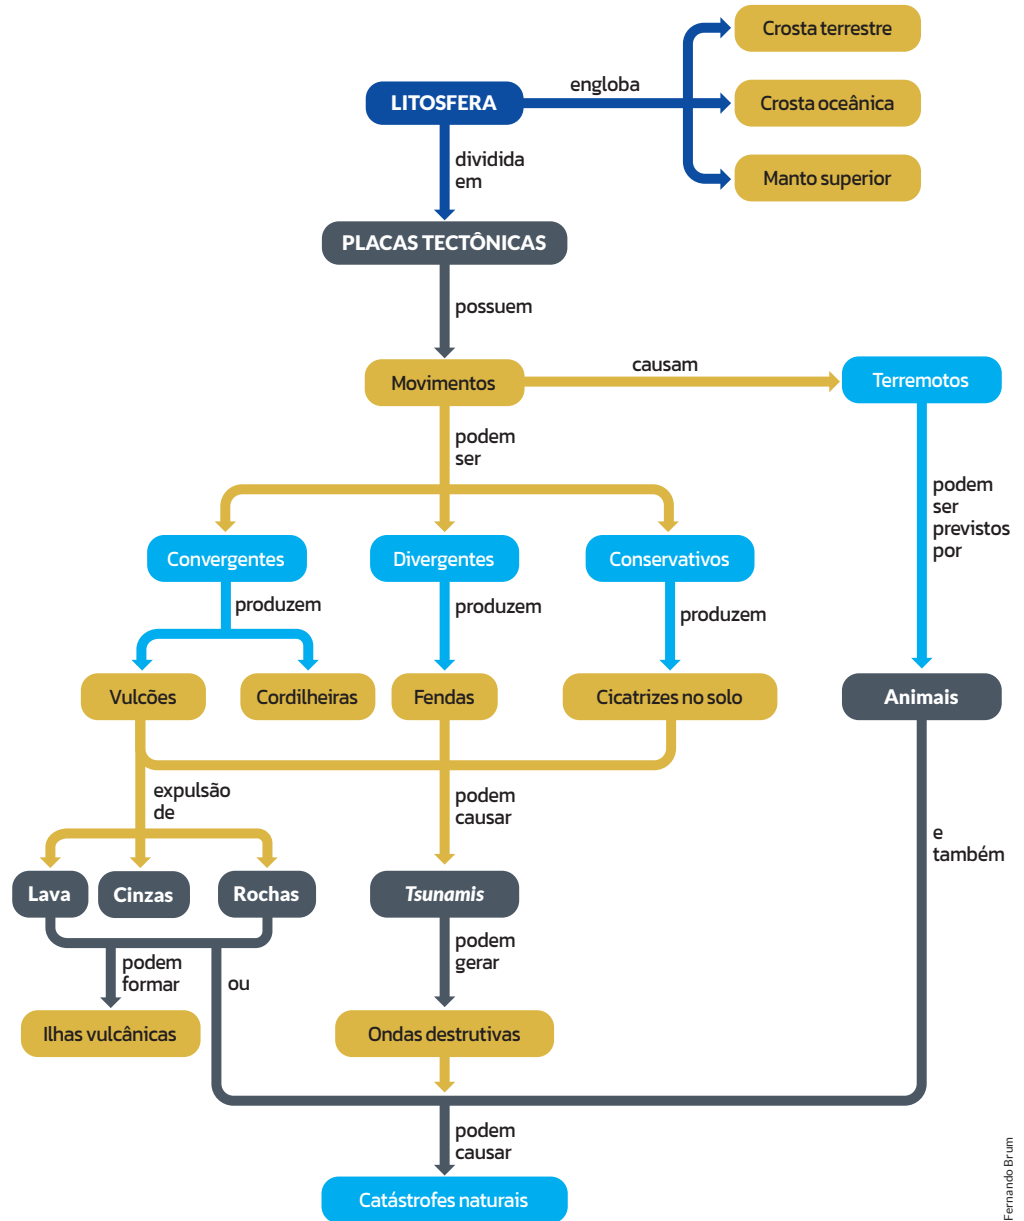 Crosta terrestre
LITOSFERA
engloba
Crosta oceânica
Manto superior
dividida
em
PLACAS TECTÔNICAS
possuem
Movimentos
causam
Terremotos
podem
ser
podem
ser
previstos
por
Convergentes
Divergentes
Conservativos
produzem
produzem
produzem
Vulcões
Cordilheiras
Fendas
Cicatrizes no solo
Animais
expulsão
de
podem
causar
e
também
Lava
Cinzas
Rochas
Tsunamis
podem
formar
ou
podem
gerar
Ilhas vulcânicas
Ondas destrutivas
podem
causar
Catástrofes naturais
Fernando Brum